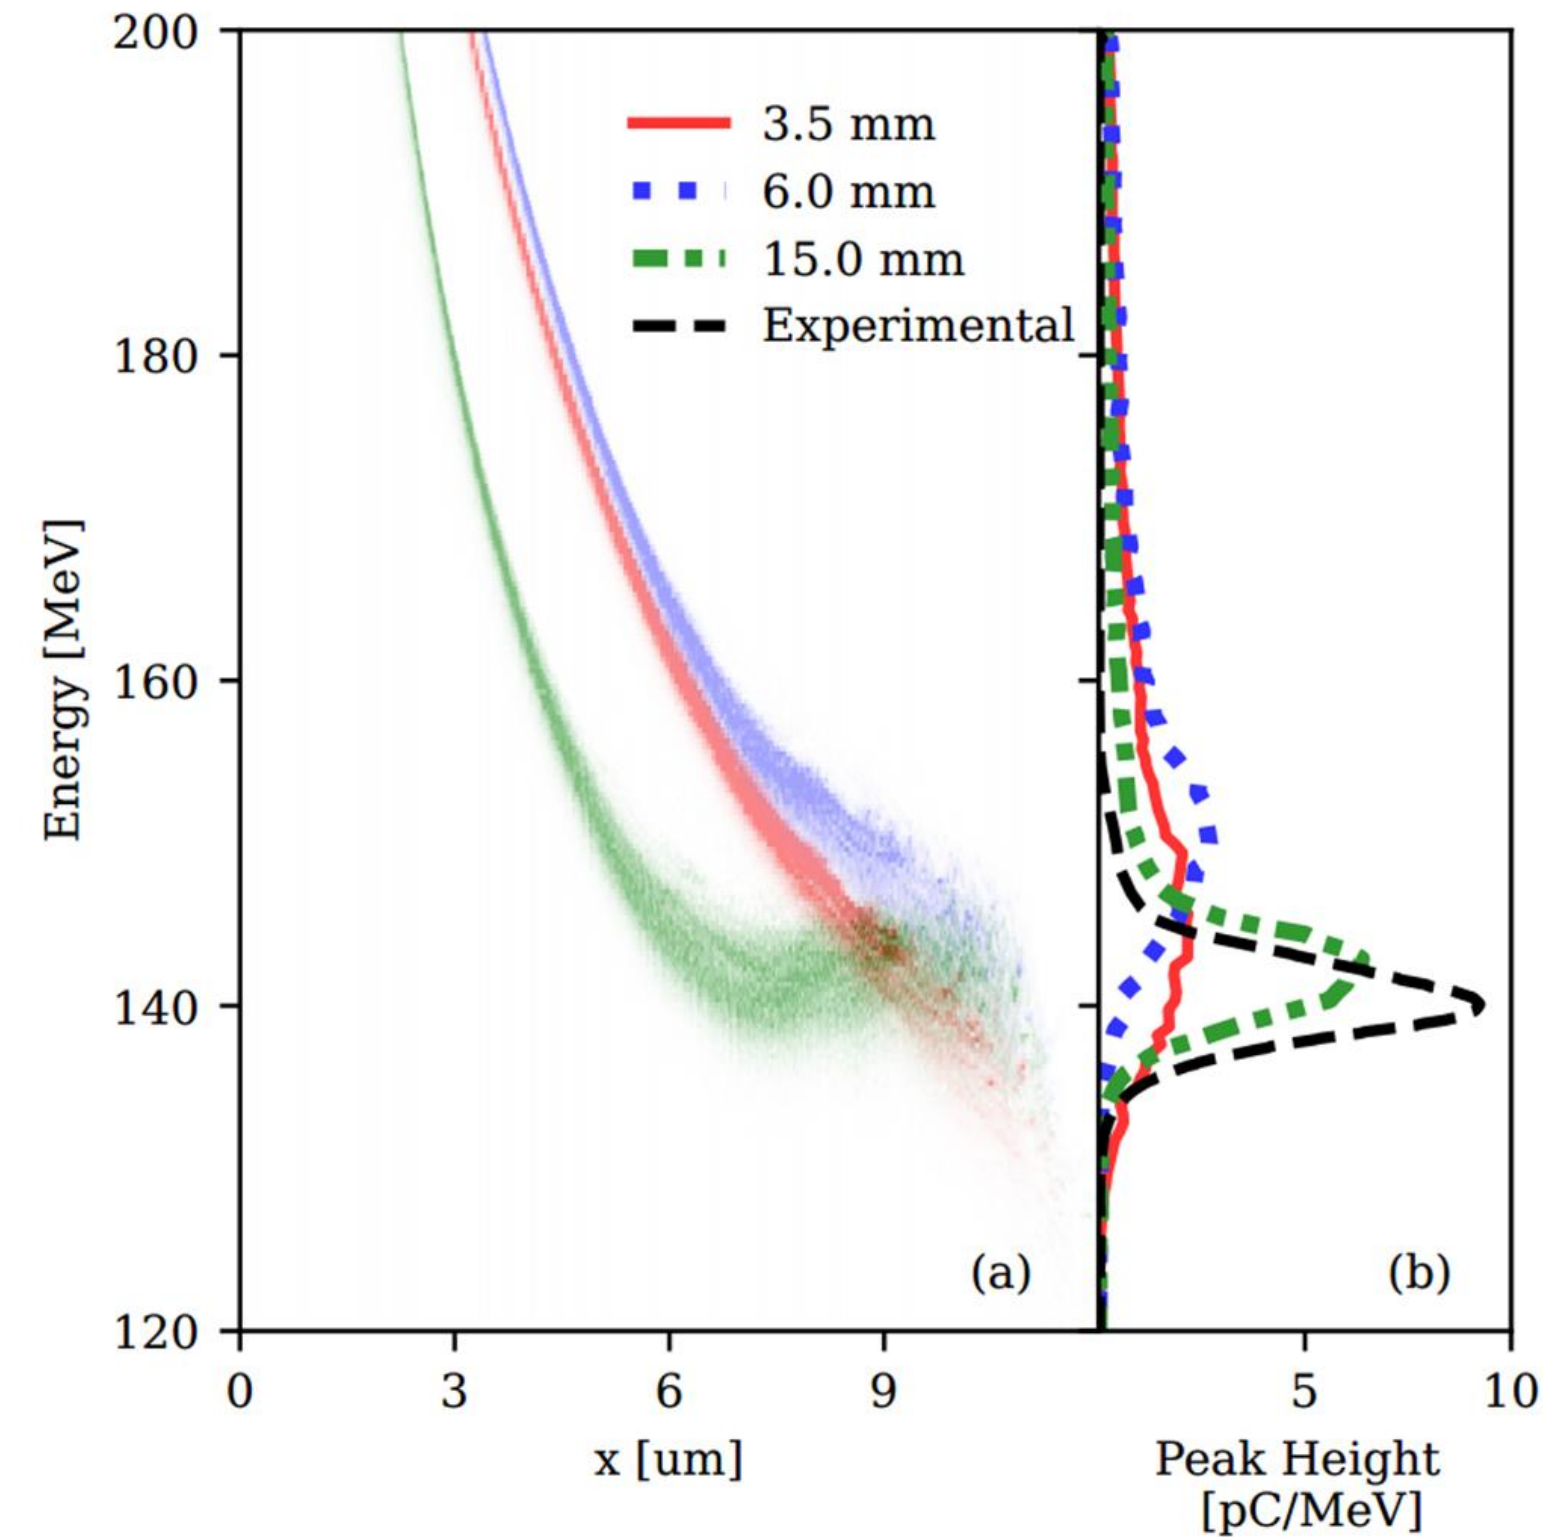 200
180
160
140
120
Energy [MeV]
3.5 mm
6.0 mm
15.0 mm
Experimental
(a)
(b)
0 3 6 9
5 10
x [um]
Peak Height
[pC/MeV]